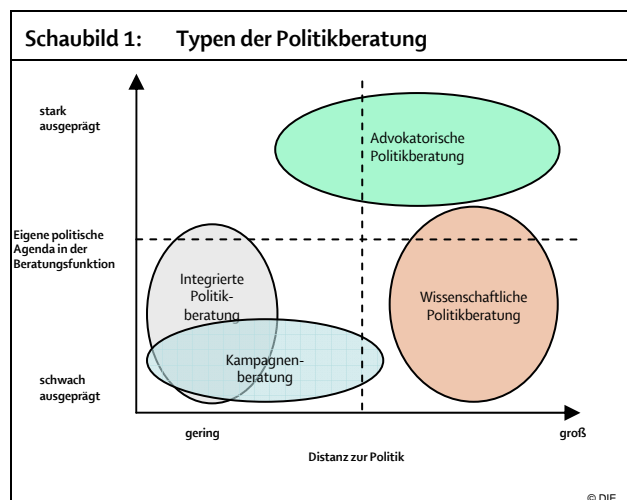 Schaubild 1: Typen der Politikberatung
stark
ausgeprägt
Advokatorische
Politikberatung
Eigene politische
Agenda in der
Beratungsfunktion
Integrierte
Politik-
beratung
Wissenschaftliche
Politikberatung
Kampagnen-
beratung
schwach
ausgeprägt
gering
groß
Distanz zur Politik
© DIE